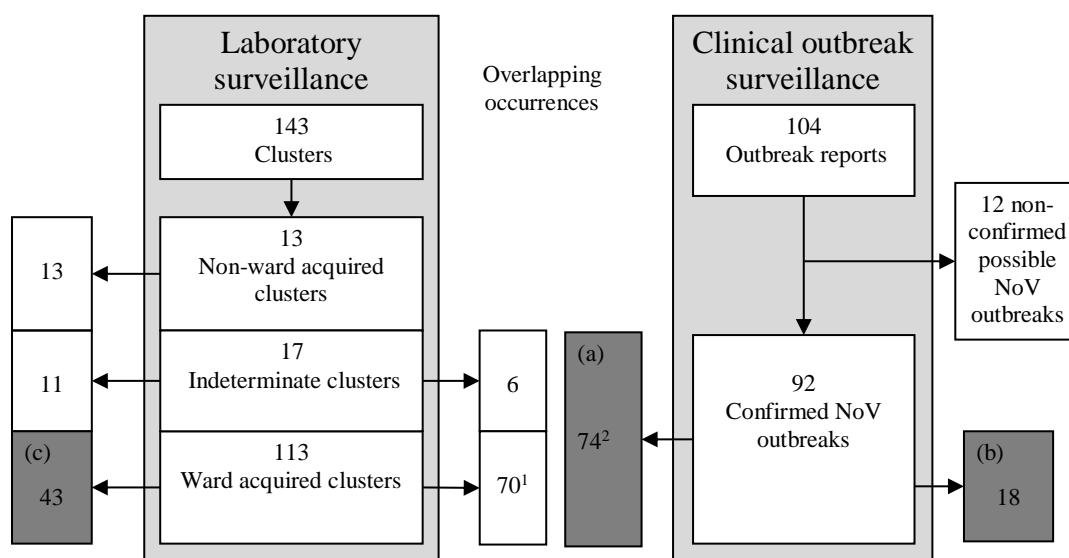 Laboratory
surveillance
Overlapping
occurrences
Clinical outbreak
surveillance
143
Clusters
104
Outbreak reports
12 non-
confirmed
possible
NoV
outbreaks
13
13
Non-ward acquired
clusters
11
17
Indeterminate clusters
6
(a)
74²
92
Confirmed NoV
outbreaks
(c)
43
113
Ward acquired clusters
70¹
(b)
18